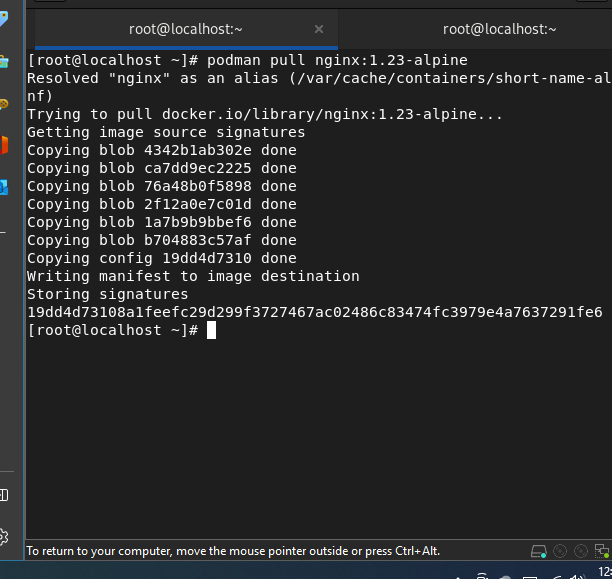 root@localhost:~ × root@localhost:~
[root@localhost ~]# podman pull nginx:1.23-alpine
Resolved "nginx" as an alias (/var/cache/containers/short-name-al
nf)
Trying to pull docker.io/library/nginx:1.23-alpine...
Getting image source signatures
Copying blob 4342b1ab302e done
Copying blob ca7dd9ec2225 done
Copying blob 76a48b0f5898 done
Copying blob 2f12a0e7c01d done
Copying blob 1a7b9b9bbef6 done
Copying blob b704883c57af done
Copying config 19dd4d7310 done
Writing manifest to image destination
Storing signatures
19dd4d73108a1feefc29d299f3727467ac02486c83474fc3979e4a7637291fe6
[root@localhost ~]#
To return to your computer, move the mouse pointer outside or press Ctrl+Alt.